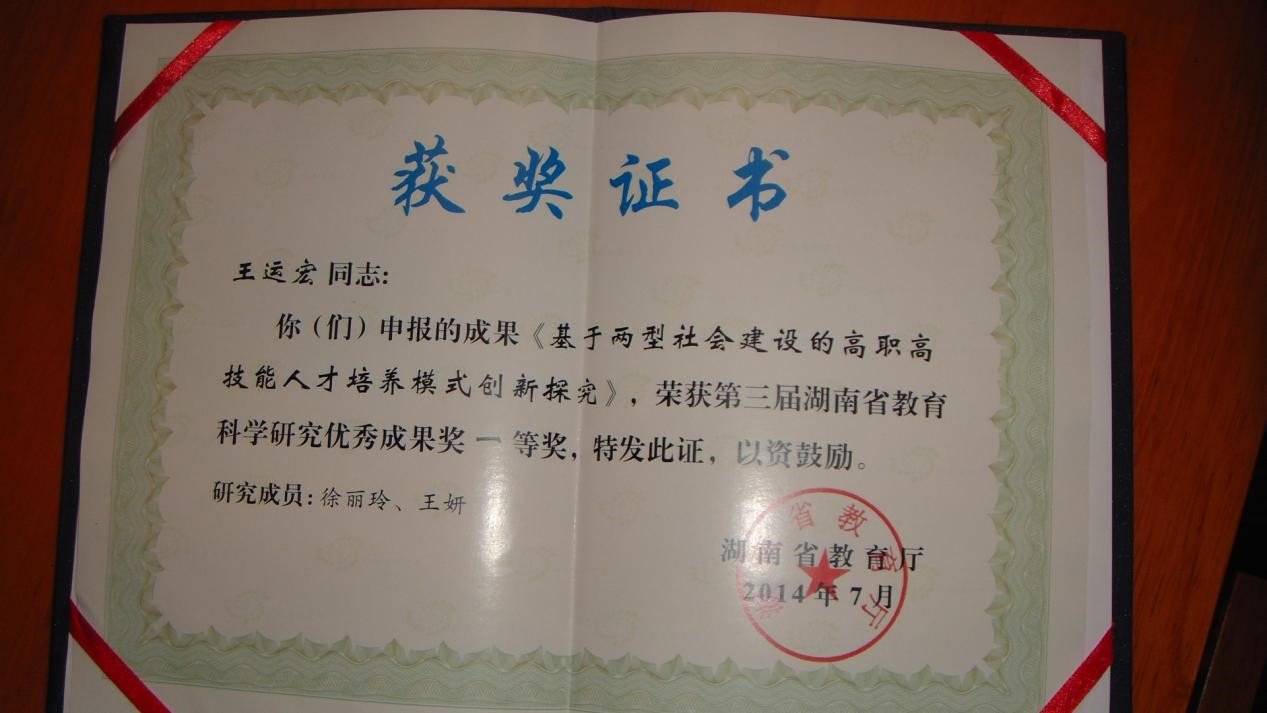 获奖证书
王运宏 同志:
你（们）申报的成果《基于两型社会建设的高职高
技能人才培养模式创新探究》，荣获第三届湖南省教育
科学研究优秀成果奖 一 等奖，特发此证，以资鼓励。
研究成员：徐丽玲、王妍
湖南省教育厅
2014年7月
省教育厅